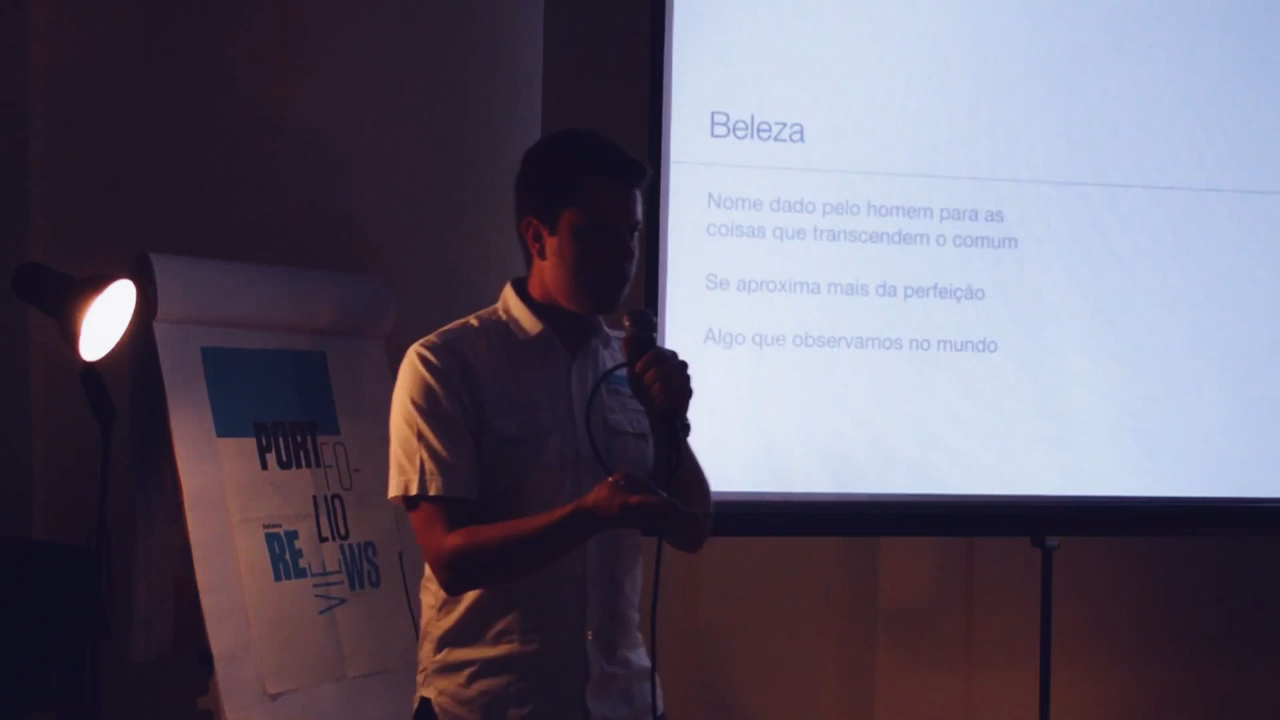 Beleza
Nome dado pelo homem para as
coisas que transcendem o comum
Se aproxima mais da perfeição
Algo que observamos no mundo
PORT
FO-
LIO
RE
VIE
WS